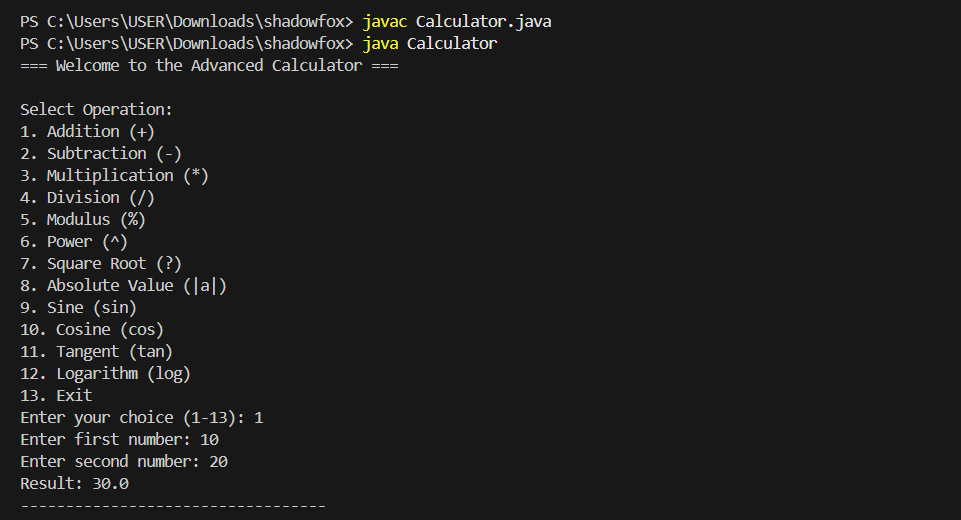 PS C:\Users\USER\Downloads\shadowfox> javac Calculator.java
PS C:\Users\USER\Downloads\shadowfox> java Calculator
=== Welcome to the Advanced Calculator ===
Select Operation:
1. Addition (+)
2. Subtraction (-)
3. Multiplication (*)
4. Division (/)
5. Modulus (%)
6. Power (^)
7. Square Root (?)
8. Absolute Value (|a|)
9. Sine (sin)
10. Cosine (cos)
11. Tangent (tan)
12. Logarithm (log)
13. Exit
Enter your choice (1-13): 1
Enter first number: 10
Enter second number: 20
Result: 30.0
----------------------------------